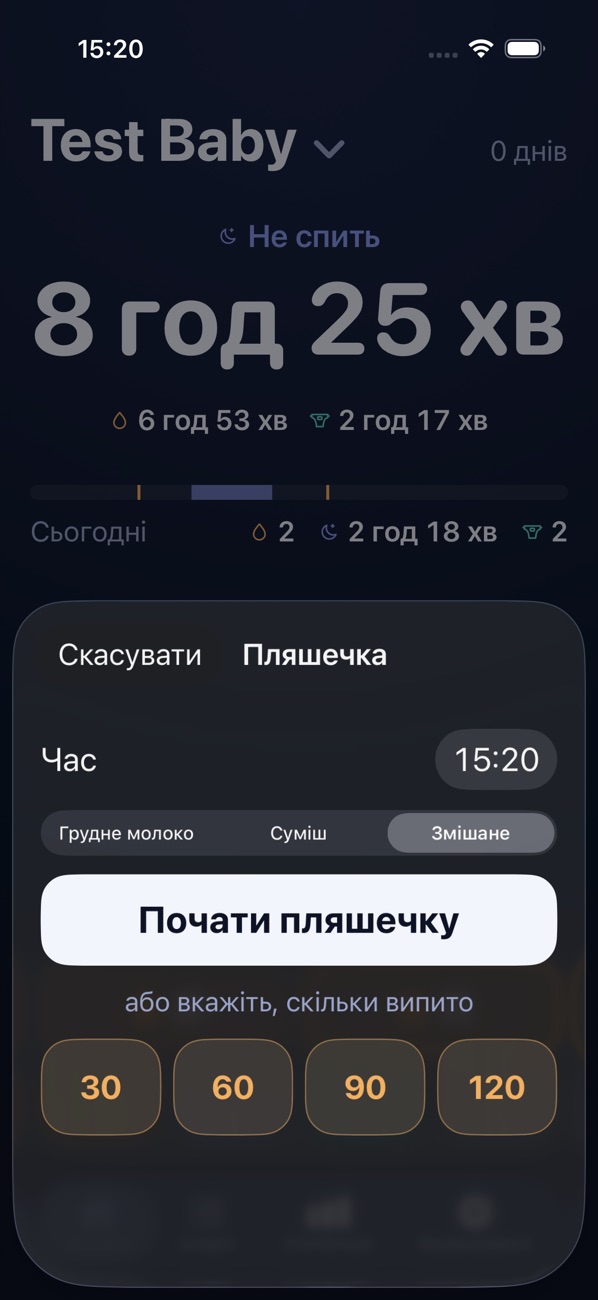 15:20
Test Baby
0 днів
Не спить
8 год 25 хв
6 год 53 хв 2 год 17 хв
Сьогодні 2 2 год 18 хв 2
Скасувати Пляшечка
Час 15:20
Грудне молоко Суміш Змішане
Почати пляшечку
або вкажіть, скільки випито
30 60 90 120